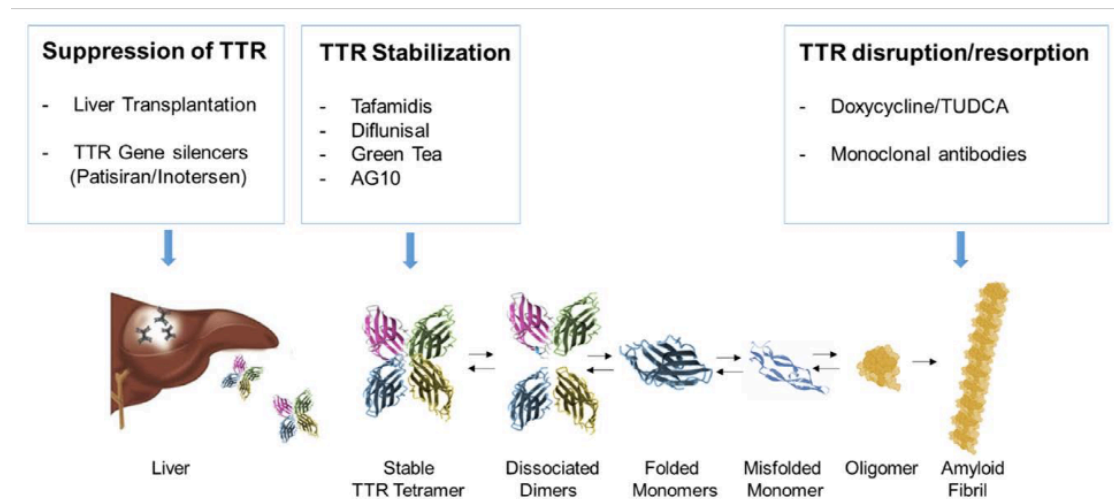 Suppression of TTR
- Liver Transplantation
- TTR Gene silencers
(Patisiran/Inotersen)
TTR Stabilization
- Tafamidis
- Diflunisal
- Green Tea
- AG10
TTR disruption/resorption
- Doxycycline/TUDCA
- Monoclonal antibodies
Liver
Stable
TTR Tetramer
Dissociated
Dimers
Folded
Monomers
Misfolded
Monomer
Oligomer
Amyloid
Fibril